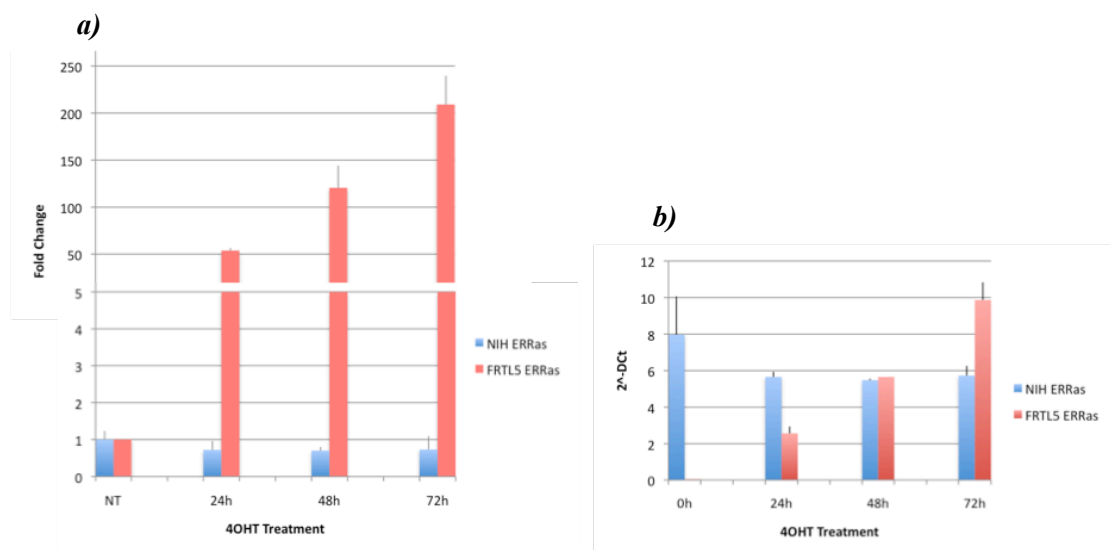 a)
250
200
150
100
50
5
4
3
2
1
0
Fold Change
NT 24h 48h 72h
4OHT Treatment
NIH ERRas
FRTL5 ERRas
b)
12
10
8
6
4
2
0
2^-DCt
0h 24h 48h 72h
4OHT Treatment
NIH ERRas
FRTL5 ERRas